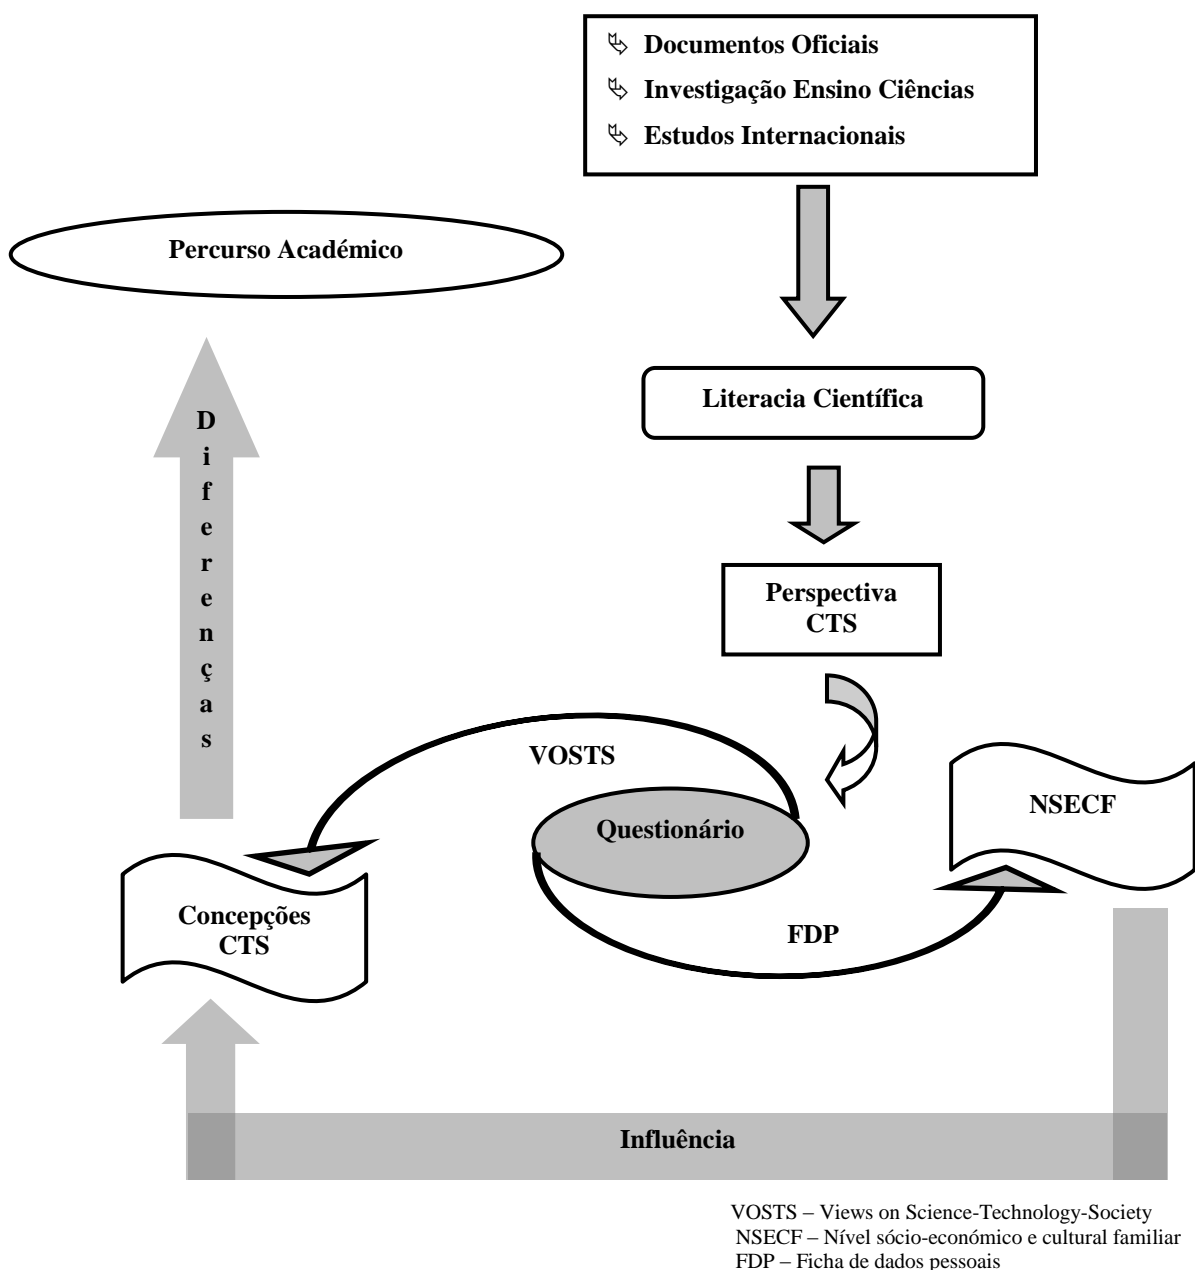 Documentos Oficiais
Investigação Ensino Ciências
Estudos Internacionais
Percurso Académico
Literacia Científica
Diferenças
Perspectiva
CTS
VOSTS
NSECF
Questionário
Concepções
CTS
FDP
Influência
VOSTS – Views on Science-Technology-Society
NSECF – Nível sócio-económico e cultural familiar
FDP – Ficha de dados pessoais